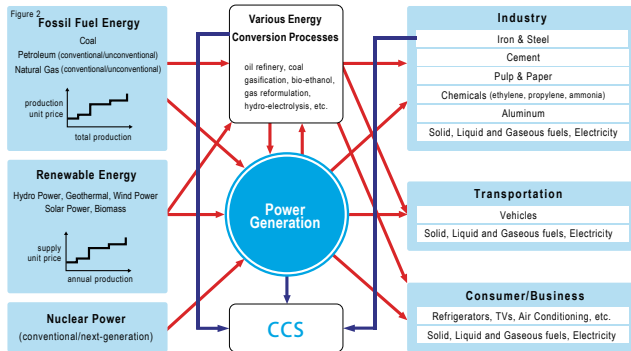 Figure 2
Fossil Fuel Energy
Coal
Petroleum (conventional/unconventional)
Natural Gas (conventional/unconventional)
production
unit price
total production
Renewable Energy
Hydro Power, Geothermal, Wind Power
Solar Power, Biomass
supply
unit price
annual production
Nuclear Power
(conventional/next-generation)
Various Energy
Conversion Processes
oil refinery, coal
gasification, bio-ethanol,
gas reformulation,
hydro-electrolysis, etc.
Power
Generation
CCS
Industry
Iron & Steel
Cement
Pulp & Paper
Chemicals (ethylene, propylene, ammonia)
Aluminum
Solid, Liquid and Gaseous fuels, Electricity
Transportation
Vehicles
Solid, Liquid and Gaseous fuels, Electricity
Consumer/Business
Refrigerators, TVs, Air Conditioning, etc.
Solid, Liquid and Gaseous fuels, Electricity